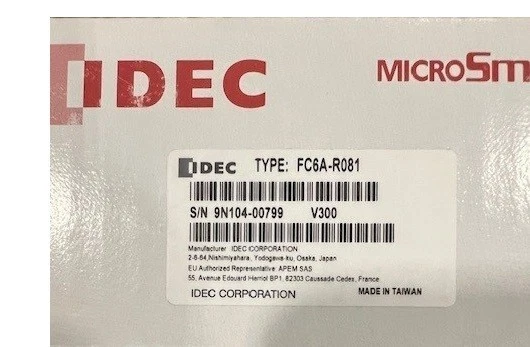 IDEC
MICROSm
IDEC TYPE: FC6A-R081
S/N 9N104-00799 V300
Manufacturer IDEC CORPORATION
2-6-64,Nishimiyahara, Yodogawa-ku, Osaka, Japan
EU Authorized Representative: APEM SAS
55, Avenue Edouard Herriol BP1, 82303 Caussade Cedex, France
IDEC CORPORATION MADE IN TAIWAN